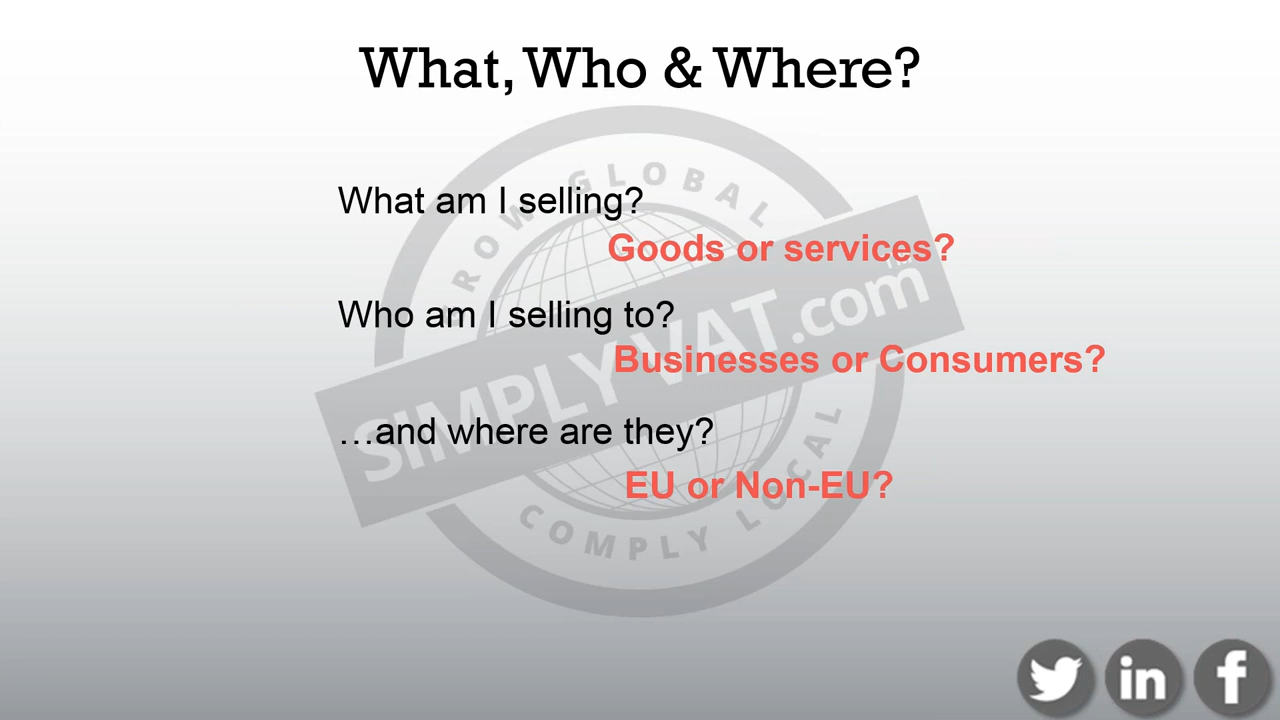 What, Who & Where?
GROW GLOBAL
What am I selling?
Goods or services?
SIMPLYVAT.com
Who am I selling to?
Businesses or Consumers?
…and where are they?
EU or Non-EU?
COMPLY LOCAL
in
f